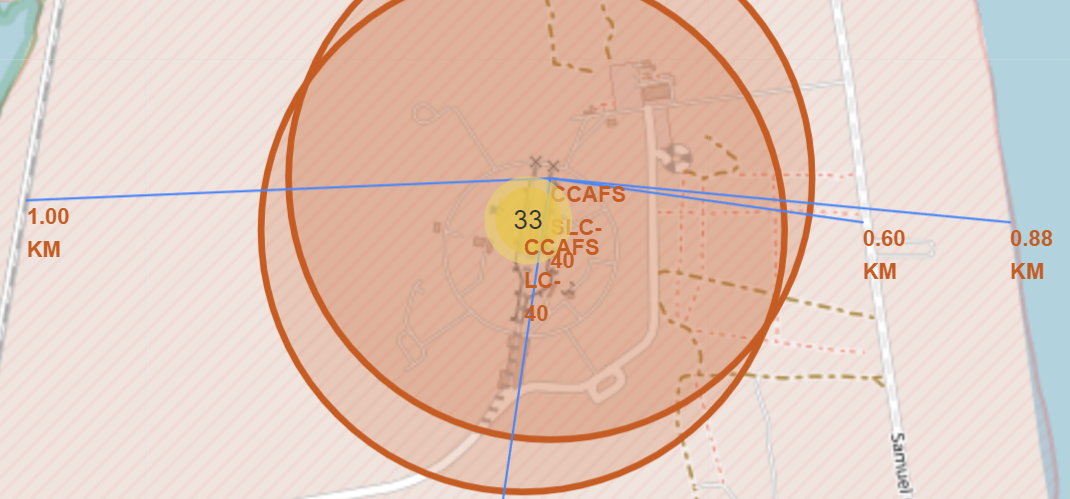 CCAFS
SLC-
40
33
CCAFS
LC-
40
1.00
KM
0.60
KM
0.88
KM
Samuel